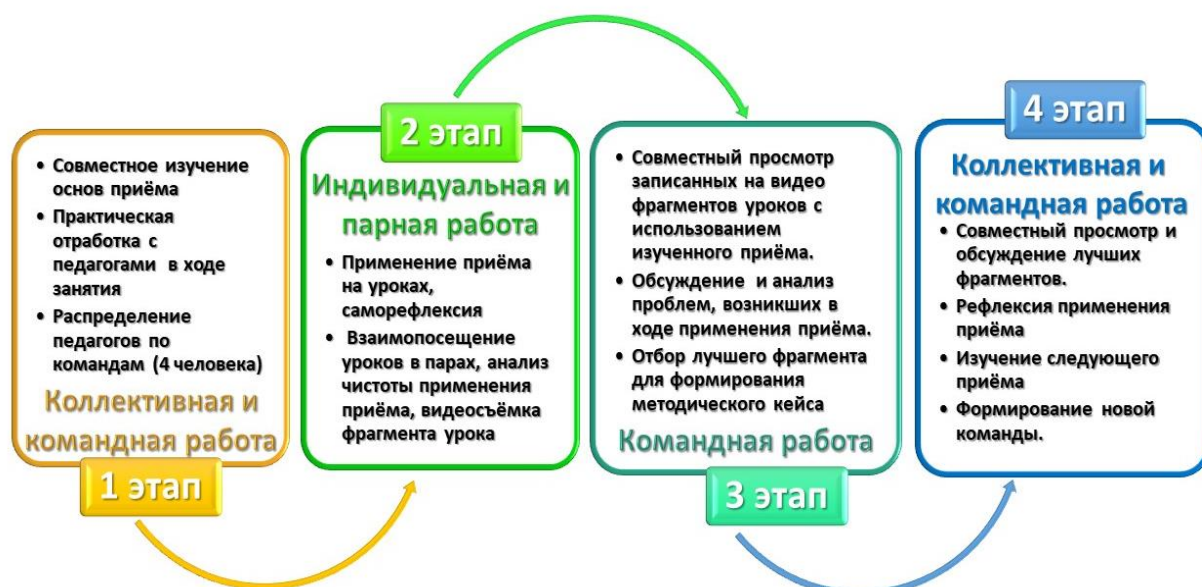 • Совместное изучение
основ приёма
• Практическая
отработка с
педагогами в ходе
занятия
• Распределение
педагогов по
командам (4 человека)
Коллективная и
командная работа
1 этап
2 этап
Индивидуальная и
парная работа
• Применение приёма
на уроках,
саморефлексия
• Взаимопосещение
уроков в парах, анализ
чистоты применения
приёма, видеосъёмка
фрагмента урока
• Совместный просмотр
записанных на видео
фрагментов уроков с
использованием
изученного приёма.
• Обсуждение и анализ
проблем, возникших в
ходе применения приёма.
• Отбор лучшего фрагмента
для формирования
методического кейса
Командная работа
3 этап
4 этап
Коллективная и
командная работа
• Совместный просмотр и
обсуждение лучших
фрагментов.
• Рефлексия применения
приёма
• Изучение следующего
приёма
• Формирование новой
команды.